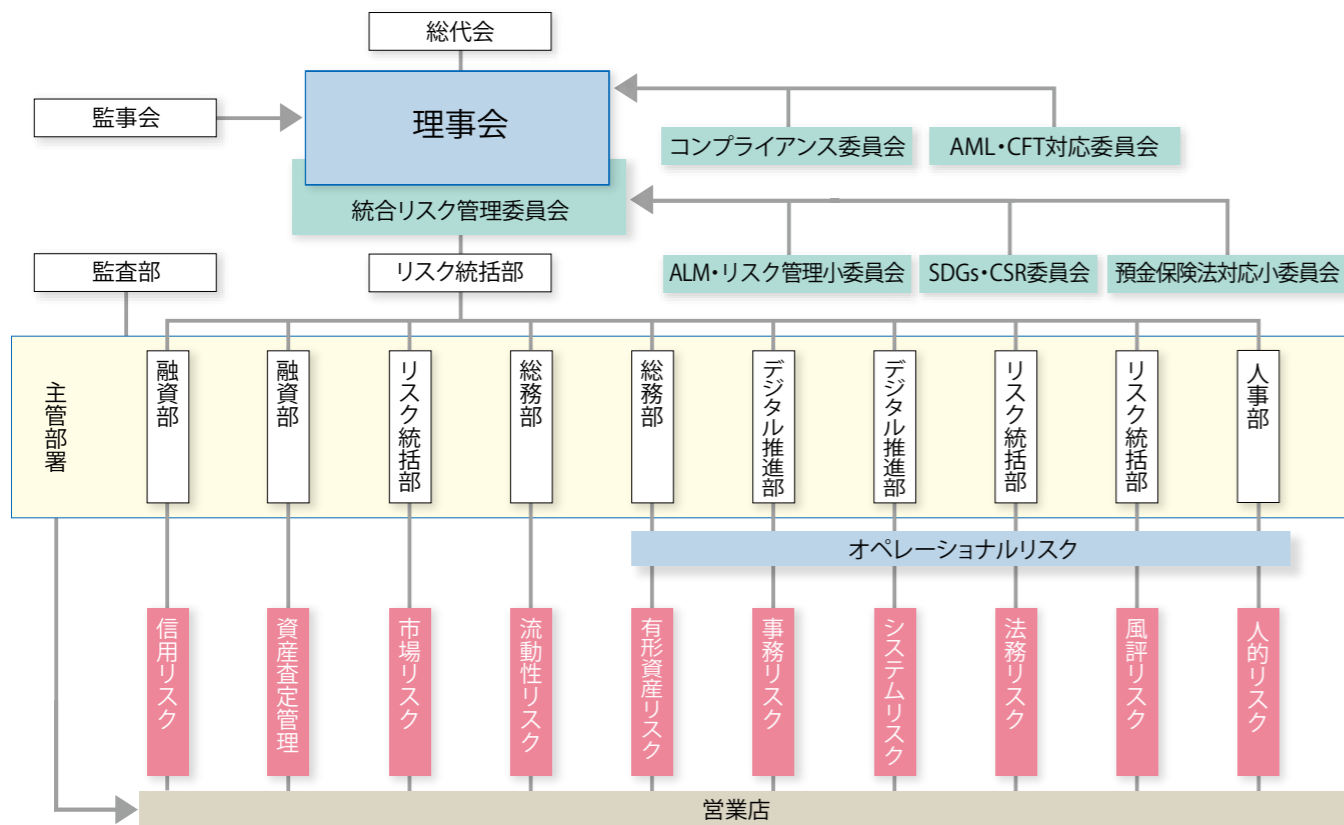 総代会
監事会
理事会
コンプライアンス委員会
AML・CFT対応委員会
統合リスク管理委員会
監査部
リスク統括部
ALM・リスク管理小委員会
SDGs・CSR委員会
預金保険法対応小委員会
主管部署
融資部
融資部
リスク統括部
総務部
総務部
デジタル推進部
デジタル推進部
リスク統括部
リスク統括部
人事部
オペレーショナルリスク
信用リスク
資産査定管理
市場リスク
流動性リスク
有形資産リスク
事務リスク
システムリスク
法務リスク
風評リスク
人的リスク
営業店